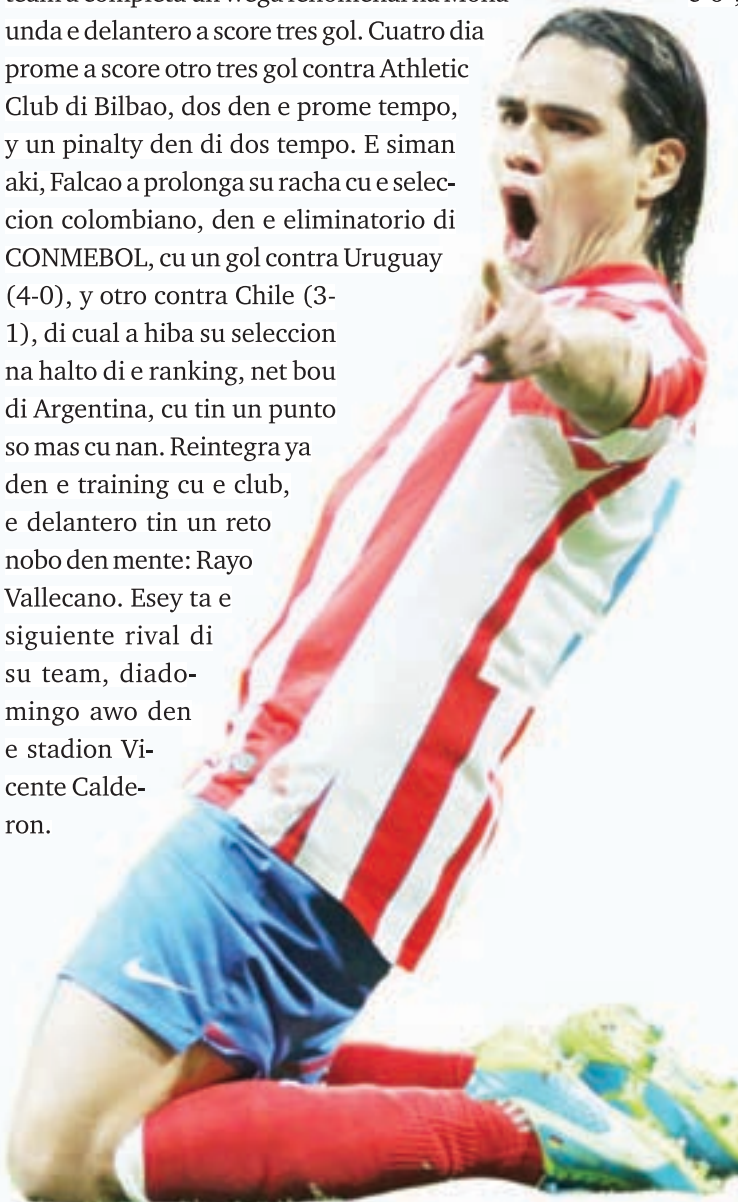 unda e delantero a score tres gol. Cuatro dia
prome a score otro tres gol contra Athletic
Club di Bilbao, dos den e prome tempo,
y un pinalty den di dos tempo. E siman
aki, Falcao a prolonga su racha cu e selec-
cion colombiano, den e eliminatorio di
CONMEBOL, cu un gol contra Uruguay
(4-0), y otro contra Chile (3-
1), di cual a hiba su seleccion
na halto di e ranking, net bou
di Argentina, cu tin un punto
so mas cu nan. Reintegra ya
den e training cu e club,
e delantero tin un reto
nobo den mente: Rayo
Vallecano. Esey ta e
siguiente rival di
su team, diado-
mingo awo den
e stadion Vi-
cente Calde-
ron.